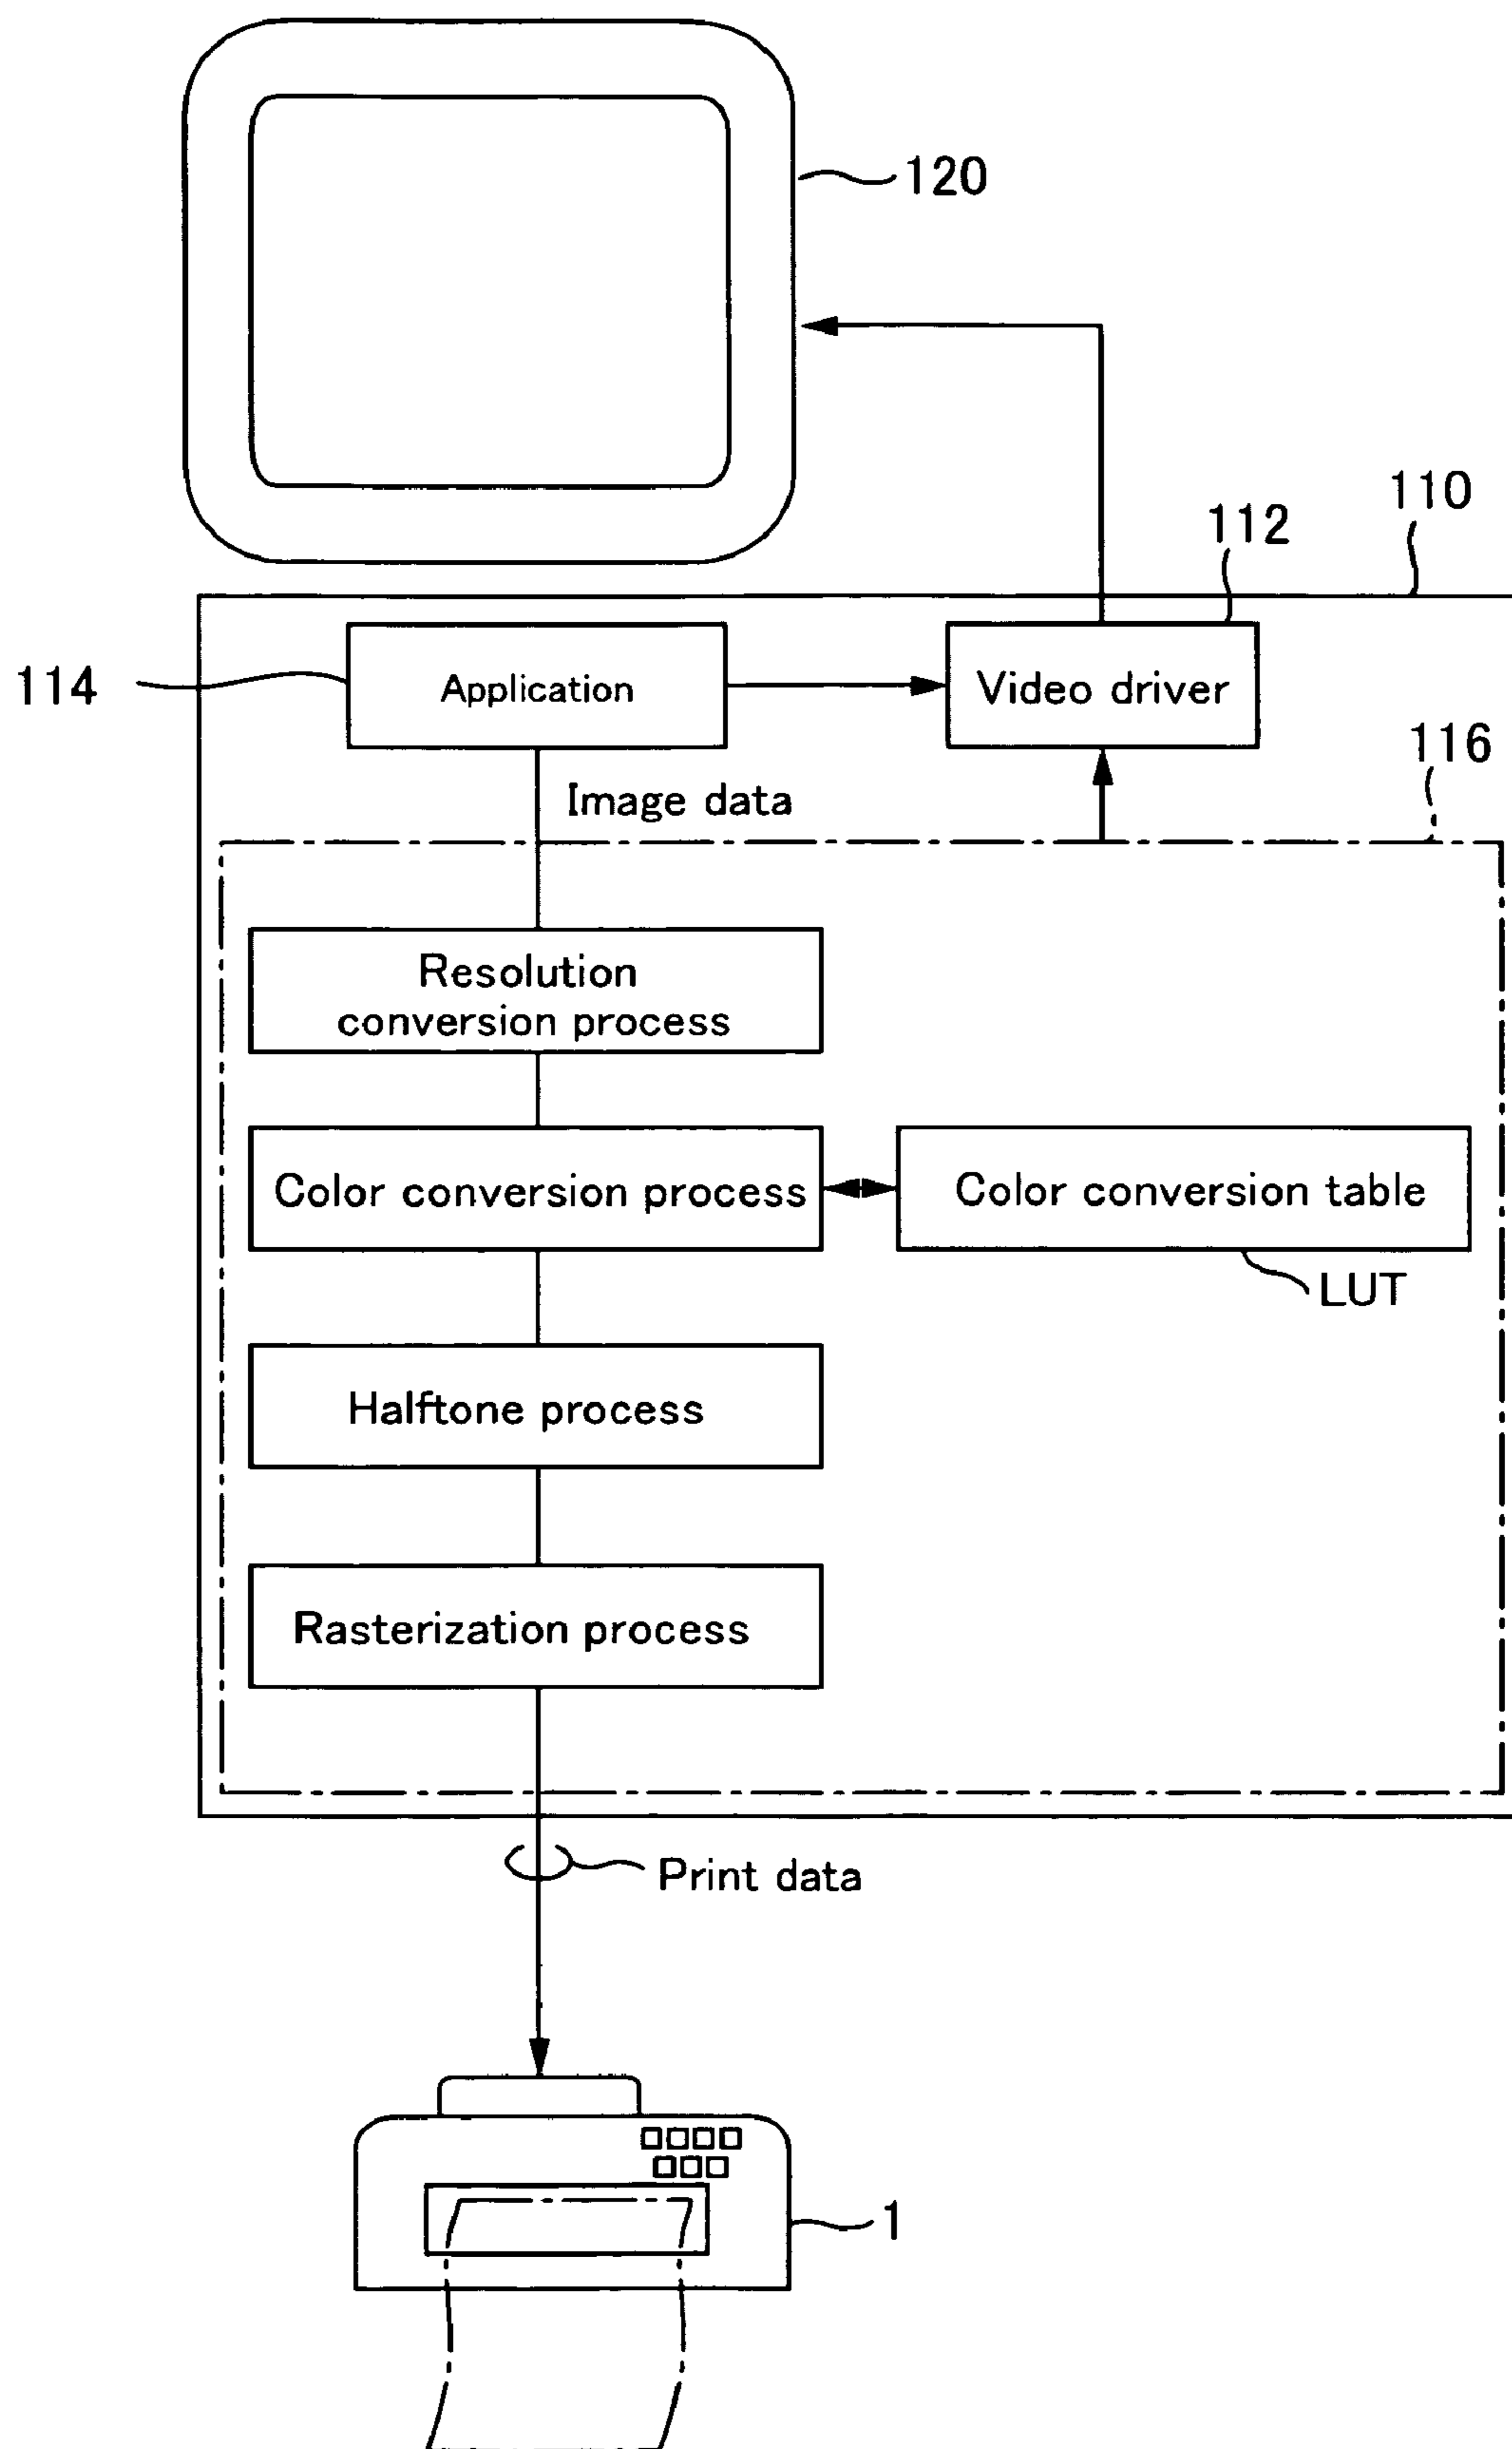 120
110
112
114
Application
Video driver
116
Image data
Resolution
conversion process
Color conversion process
Color conversion table
LUT
Halftone process
Rasterization process
Print data
1